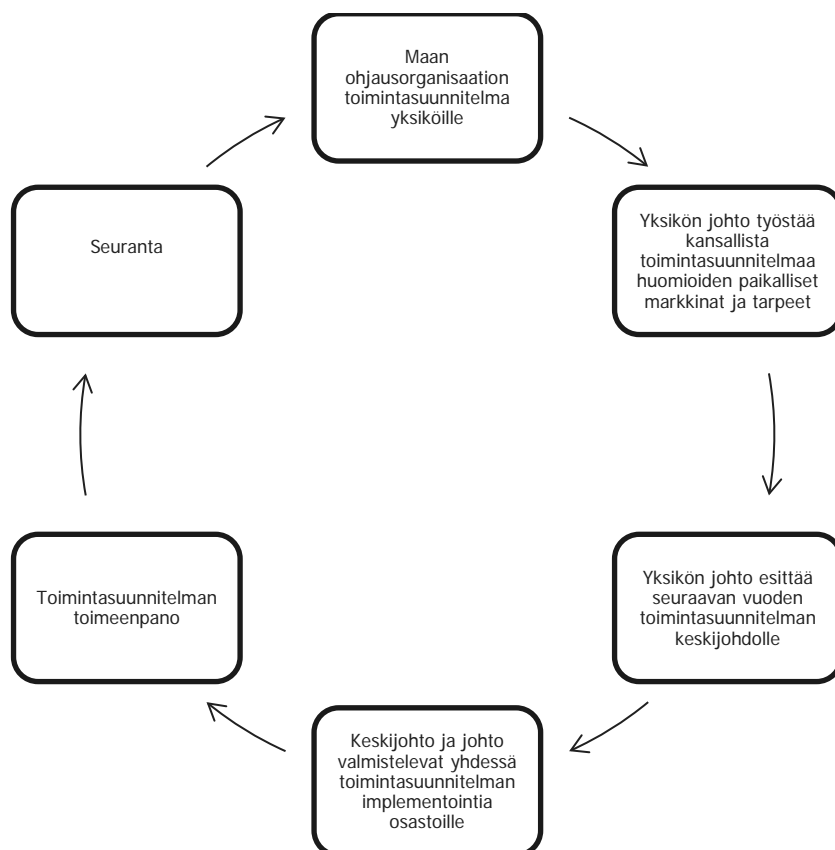 Maan
ohjausorganisaation
toimintasuunnitelma
yksiköille
Yksikön johto työstää
kansallista
toimintasuunnitelmaa
huomioiden paikalliset
markkinat ja tarpeet
Yksikön johto esittää
seuraavan vuoden
toimintasuunnitelman
keskijohdolle
Keskijohto ja johto
valmistelevat yhdessä
toimintasuunnitelman
implementointia
osastoille
Toimintasuunnitelman
toimeenpano
Seuranta